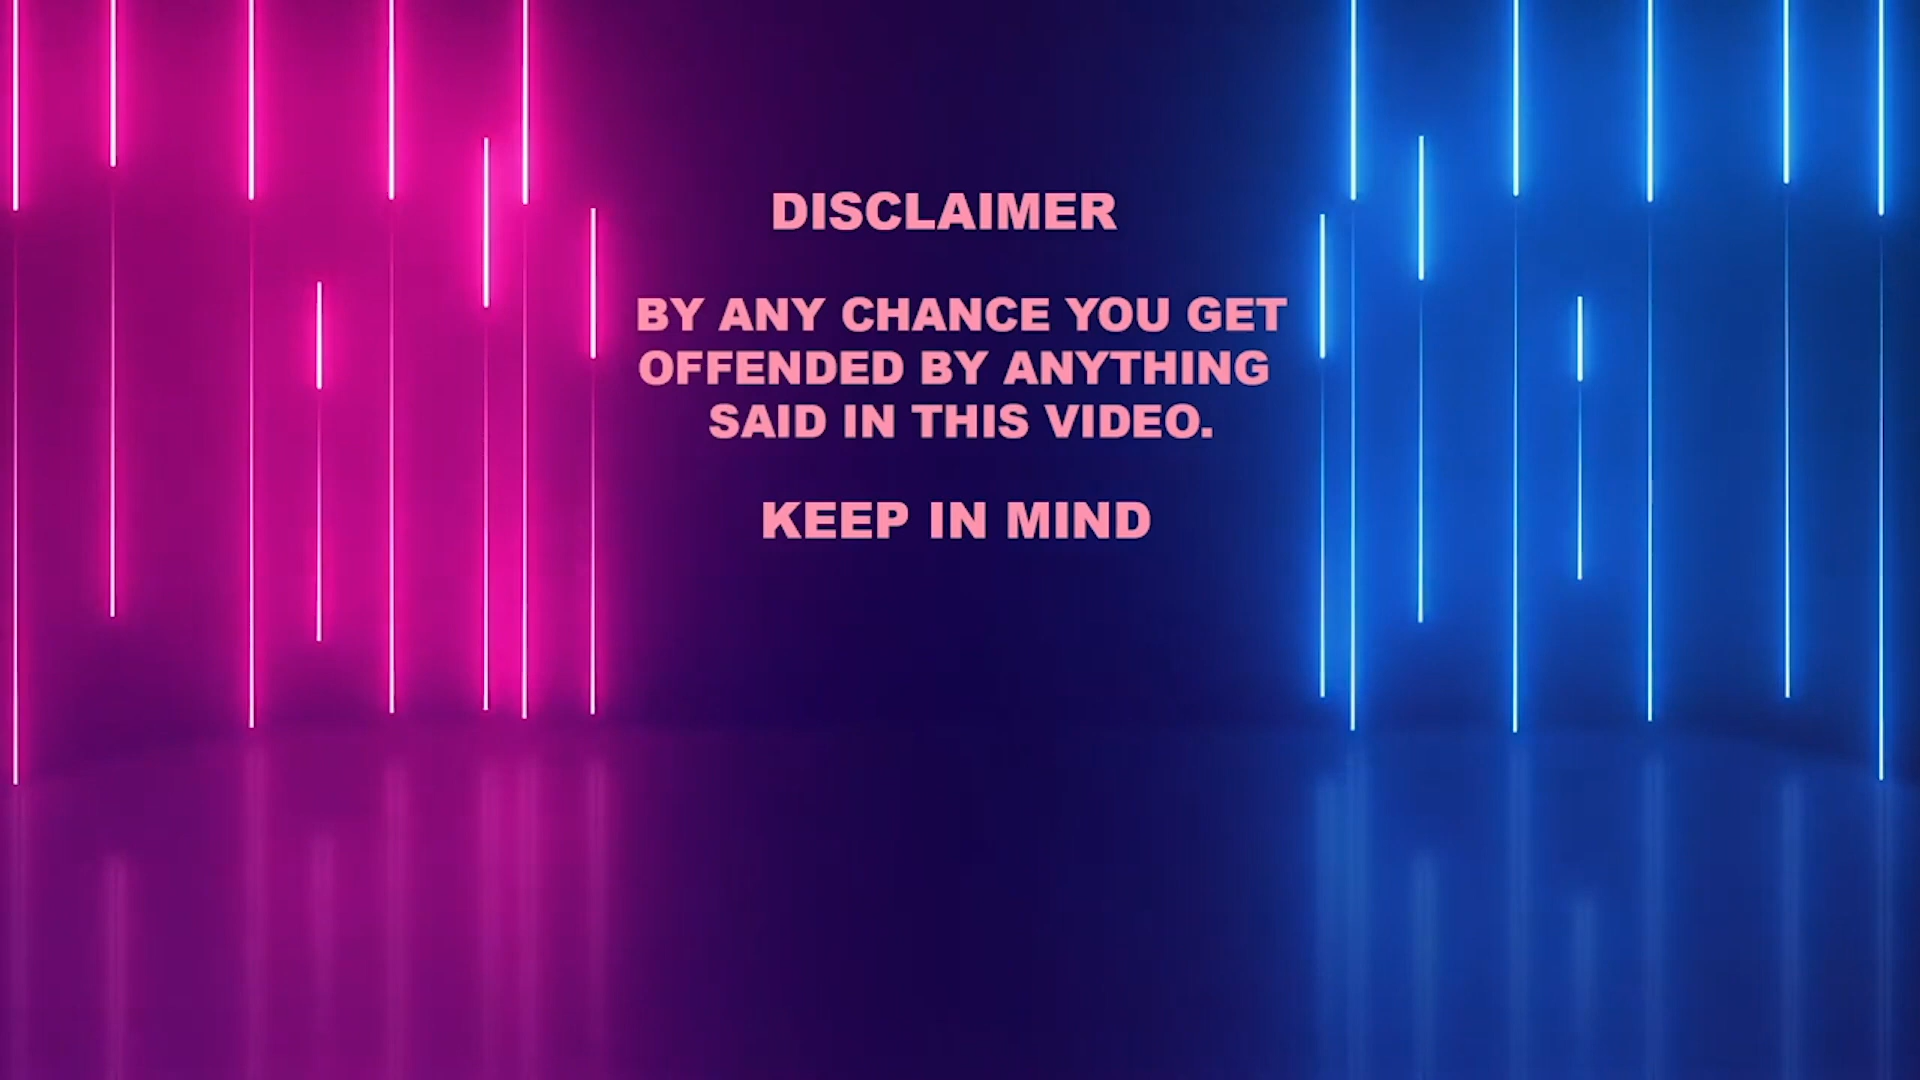 DISCLAIMER
BY ANY CHANCE YOU GET
OFFENDED BY ANYTHING
SAID IN THIS VIDEO.
KEEP IN MIND